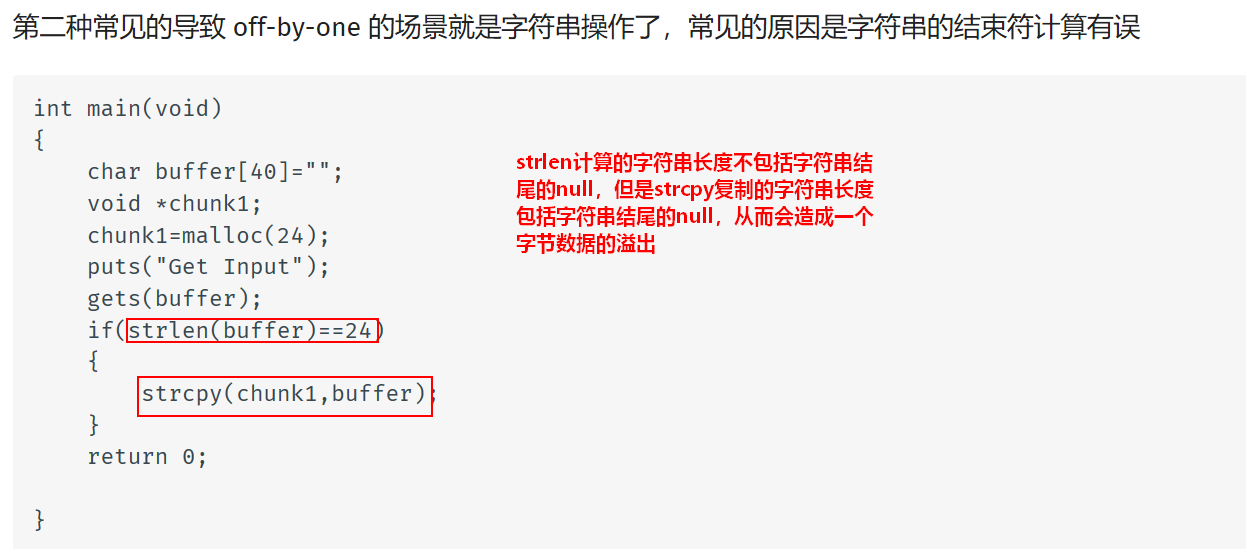 第二种常见的导致 off-by-one 的场景就是字符串操作了，常见的原因是字符串的结束符计算有误
int main(void)
{
    char buffer[40]="";
    void *chunk1;
    chunk1=malloc(24);
    puts("Get Input");
    gets(buffer);
    if(strlen(buffer)==24)
    {
        strcpy(chunk1,buffer);
    }
    return 0;
}
strlen计算的字符串长度不包括字符串结
尾的null，但是strcpy复制的字符串长度
包括字符串结尾的null，从而会造成一个
字节数据的溢出